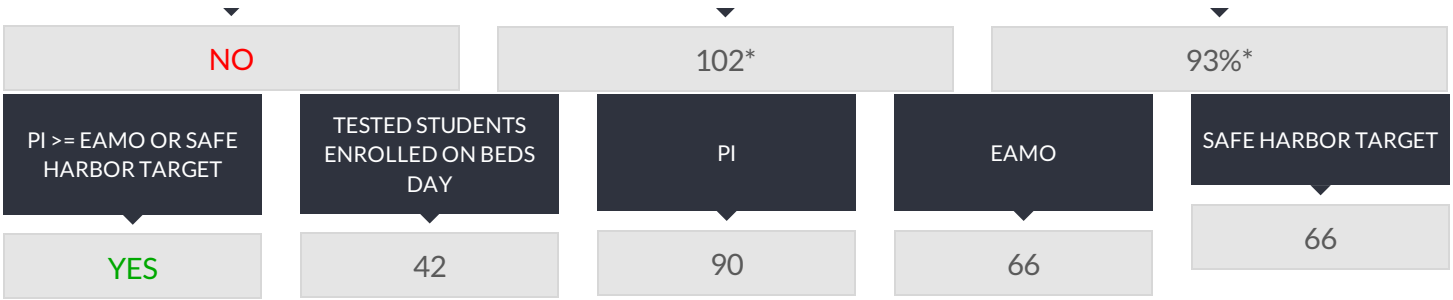 NO
102*
93%*
PI >= EAMO OR SAFE
HARBOR TARGET
TESTED STUDENTS
ENROLLED ON BEDS
DAY
PI
EAMO
SAFE HARBOR TARGET
YES
42
90
66
66